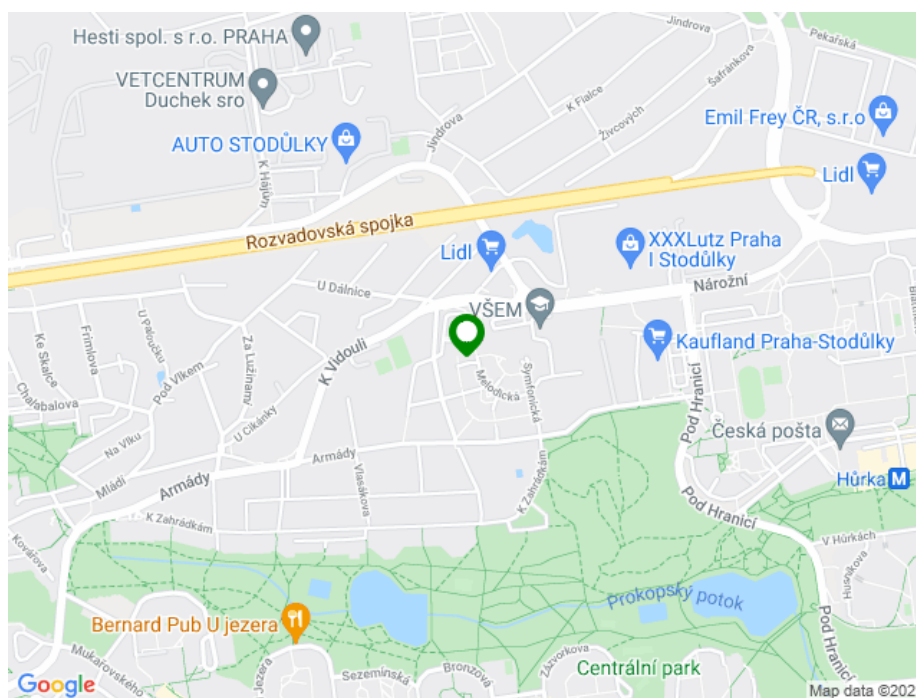 Jindrova
Pekařská
Hesti spol. s r.o. PRAHA
Šafránkova
VETCENTRUM
Duchek sro
K Fialce
Živcových
Emil Frey ČR, s.r.o
AUTO STODŮLKY
Jindrova
K Hájům
Lidl
Rozvadovská spojka
XXXLutz Praha
I Stodůlky
Lidl
Nárožní
U Dálnice
VŠEM
Ke Skalce
Frimlova
U Paloučku
Za Lužinami
Pod Vlkem
K Vidouli
Kaufland Praha-Stodůlky
Chalabalova
Melodická
Symfonická
U Cikánky
Na Vlku
Pod Hranicí
Česká pošta
Armády
Mládí
Armády
Vlasákova
Hůrka
M
K Zahrádkám
K Zahrádkám
Pod Hranicí
Kovářova
V Hůrkách
Husníkova
Prokopský potok
Bernard Pub U jezera
Pod Hranicí
Mukařovského
Jezera
Sezemínská
Bronzová
Zázvorkova
Centrální park
Google
Map data ©202